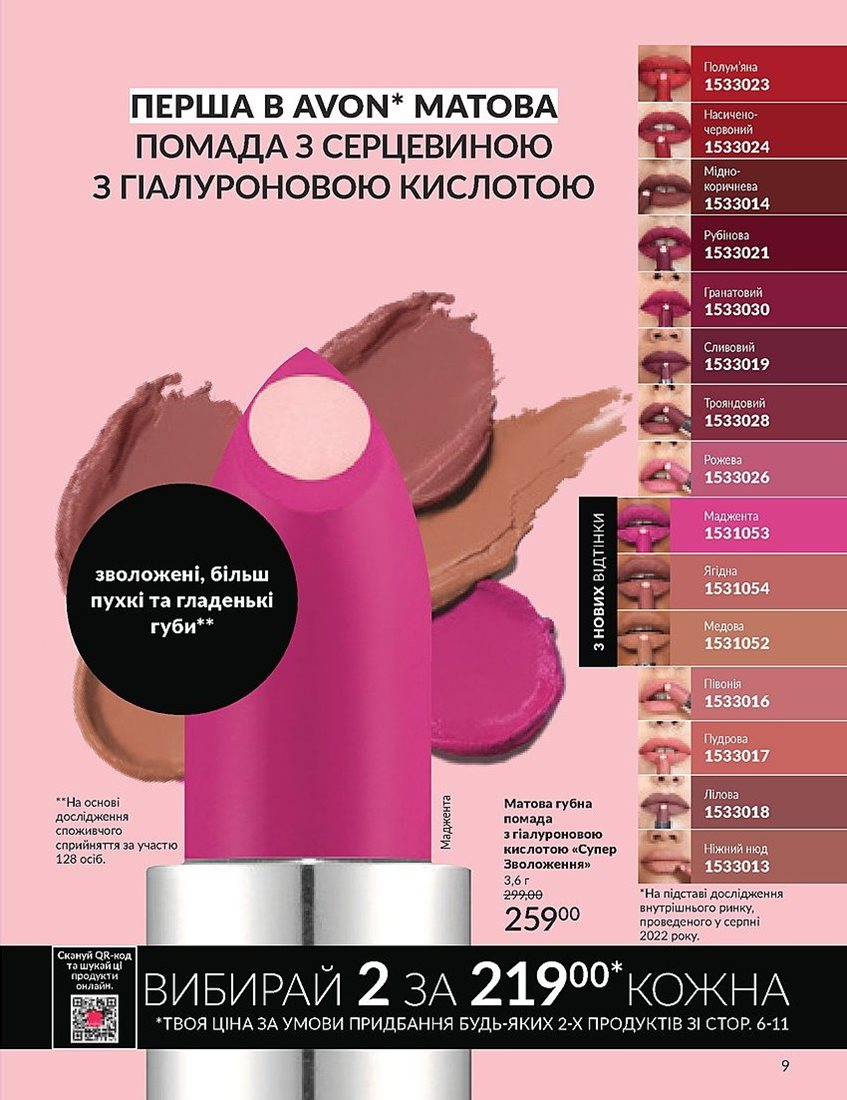 ПЕРША В AVON* МАТОВА
ПОМАДА З СЕРЦЕВИНОЮ
З ГІАЛУРОНОВОЮ КИСЛОТОЮ
зволожені, більш
пухкі та гладенькі
губи**
**На основі
дослідження
споживчого
сприйняття за участю
128 осіб.
Маджента
Матова губна
помада
з гіалуроновою
кислотою «Супер
Зволоження»
3,6 г
299,00
25900
Полум'яна
1533023
Насичено-
червоний
1533024
Мідно-
коричнева
1533014
Рубінова
1533021
Гранатовий
1533030
Сливовий
1533019
Трояндовий
1533028
Рожева
1533026
3 НОВИХ ВІДТІНКИ
Маджента
1531053
Ягідна
1531054
Медова
1531052
Півонія
1533016
Пудрова
1533017
Лілова
1533018
Ніжний нюд
1533013
*На підставі дослідження
внутрішнього ринку,
проведеного у серпні
2022 року.
Скануй QR-код
та шукай ці
продукти
онлайн.
ВИБИРАЙ 2 ЗА 21900* КОЖНА
*ТВОЯ ЦІНА ЗА УМОВИ ПРИДБАННЯ БУДЬ-ЯКИХ 2-Х ПРОДУКТІВ ЗІ СТОР. 6-11
9